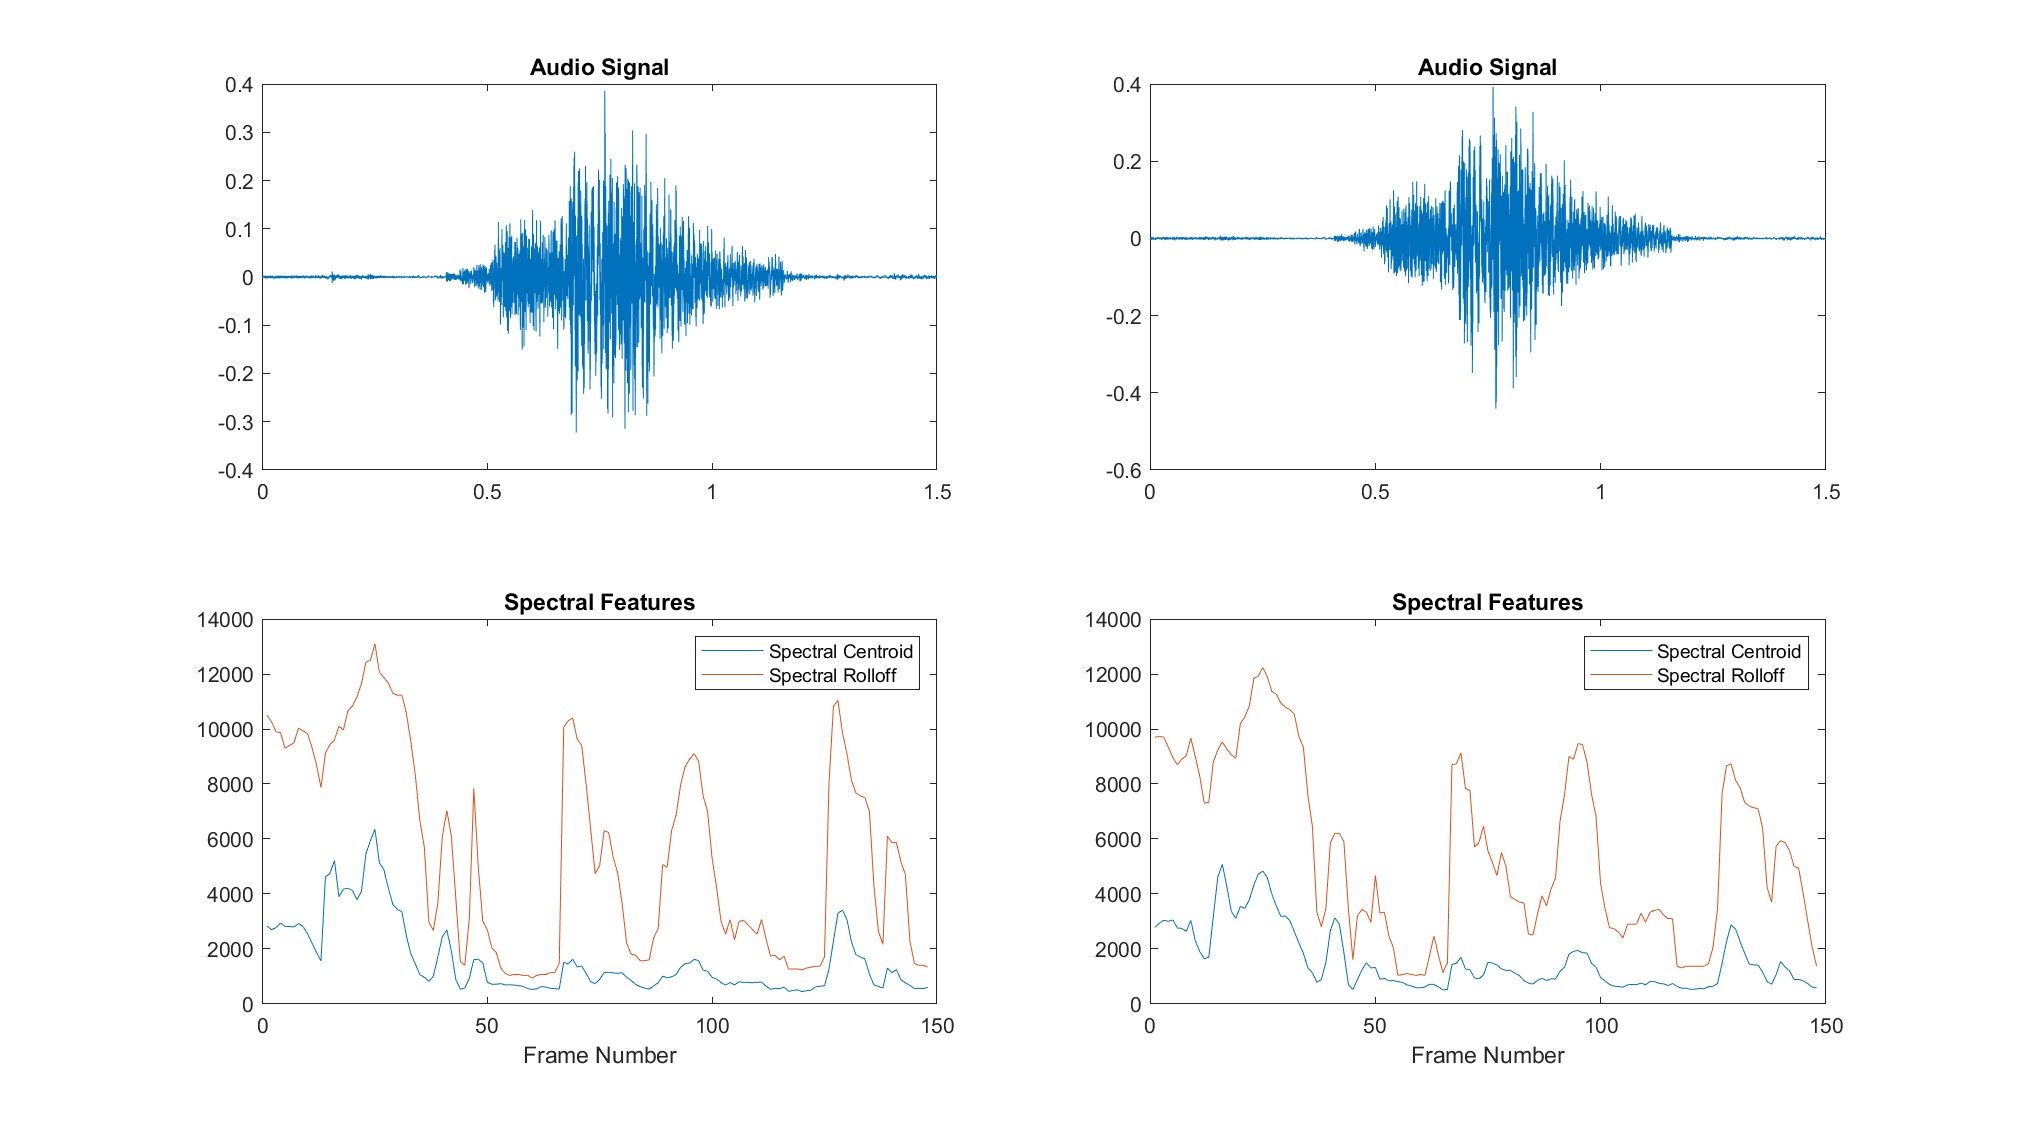 Audio Signal
0.4
0.3
0.2
0.1
0
-0.1
-0.2
-0.3
-0.4
0 0.5 1 1.5
Audio Signal
0.4
0.2
0
-0.2
-0.4
-0.6
0 0.5 1 1.5
Spectral Features
14000
12000
10000
8000
6000
4000
2000
0
Spectral Centroid
Spectral Rolloff
0 50 100 150
Frame Number
Spectral Features
14000
12000
10000
8000
6000
4000
2000
0
Spectral Centroid
Spectral Rolloff
0 50 100 150
Frame Number